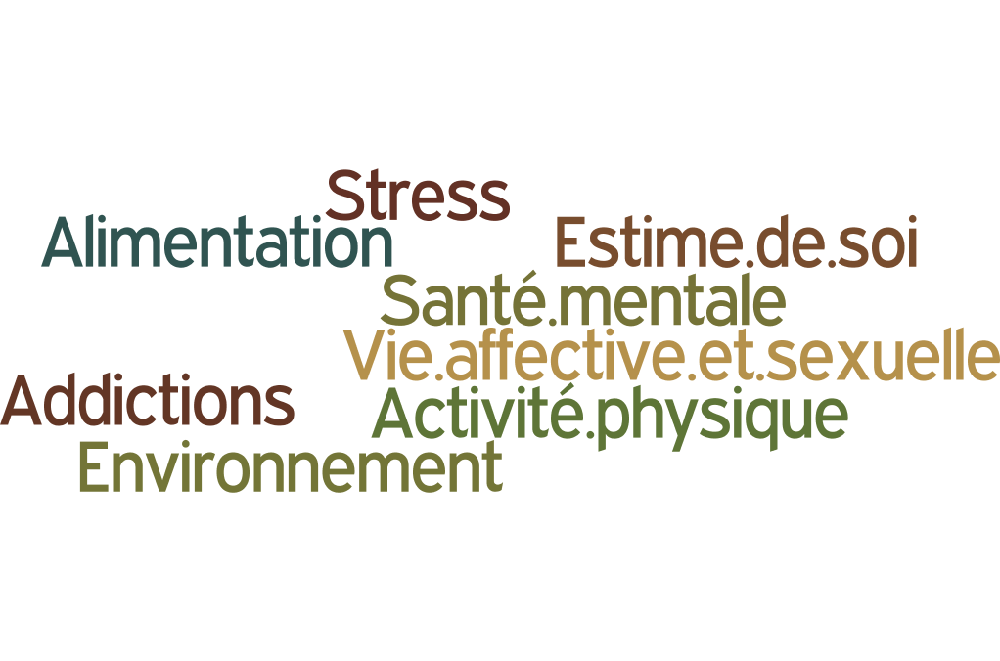 Stress
Alimentation
Estime.de.soi
Santé.mentale
Vie.affective.et.sexuelle
Addictions
Activité.physique
Environnement